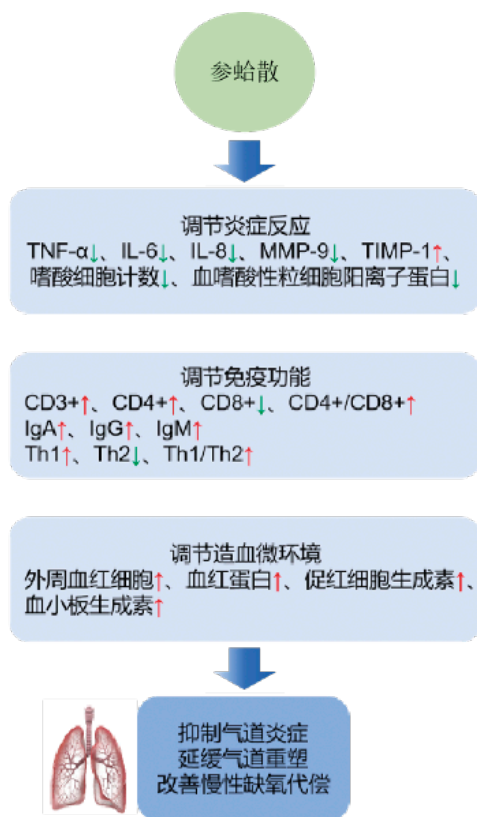 参蛤散
调节炎症反应
TNF-α↓、IL-6↓、IL-8↓、MMP-9↓、TIMP-1↑、
嗜酸细胞计数↓、血嗜酸性粒细胞阳离子蛋白↓
调节免疫功能
CD3+↑、CD4+↑、CD8+↓、CD4+/CD8+↑
IgA↑、IgG↑、IgM↑
Th1↑、Th2↓、Th1/Th2↑
调节造血微环境
外周血红细胞↑、血红蛋白↑、促红细胞生成素↑、
血小板生成素↑
抑制气道炎症
延缓气道重塑
改善慢性缺氧代偿